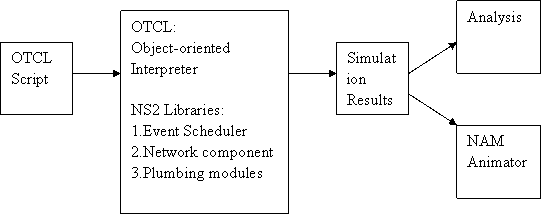 OTCL
Script
OTCL:
Object-oriented
Interpreter
NS2 Libraries:
1.Event Scheduler
2.Network component
3.Plumbing modules
Simulat
ion
Results
Analysis
NAM
Animator